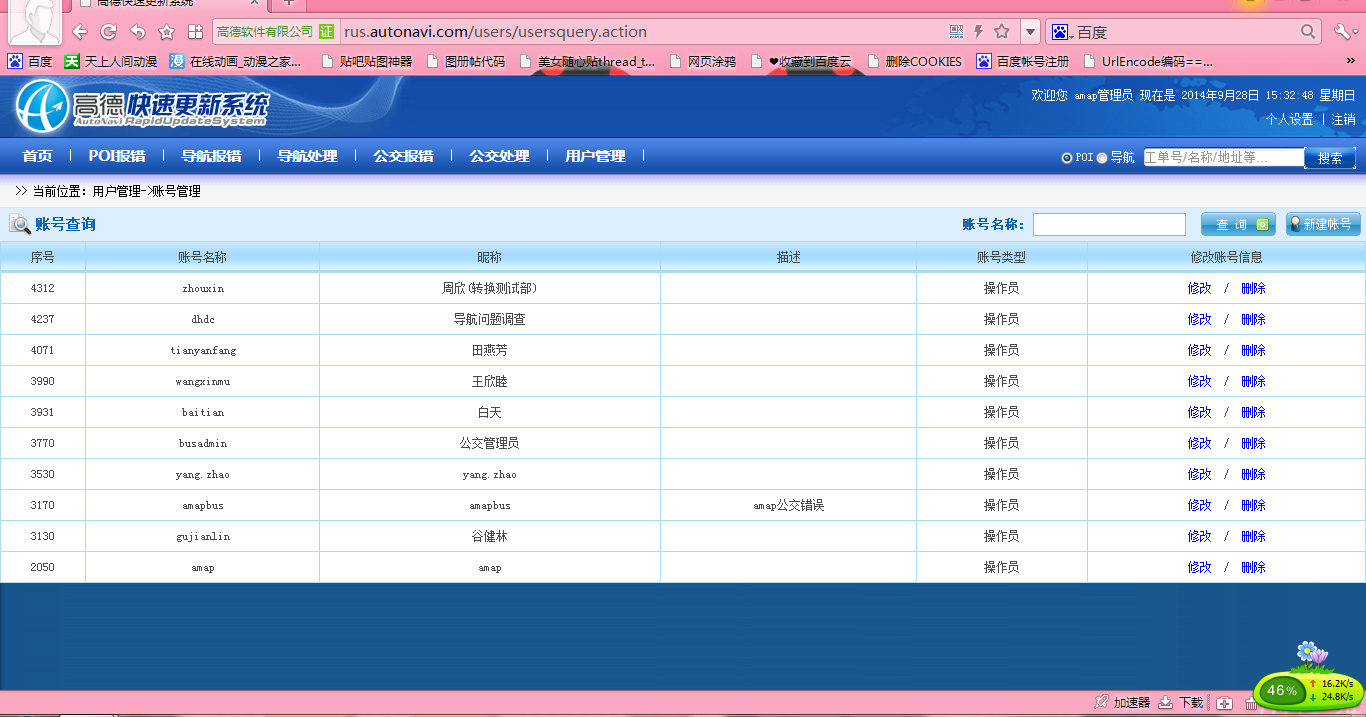 高德快速更新系统
高德软件有限公司 证 rus.autonavi.com/users/usersquery.action 百度
百度 天上人间动漫 在线动画_动漫之家... 贴吧贴图神器 图册帖代码 美女随心贴thread_t... 网页涂鸦 ❤收藏到百度云 删除COOKIES 百度帐号注册 UrlEncode编码==... »
高德快速更新系统
AutoNavi RapidUpdateSystem
欢迎您 amap管理员 现在是 2014年9月28日 15:32:48 星期日
个人设置 | 注销
首页 | POI报错 | 导航报错 | 导航处理 | 公交报错 | 公交处理 | 用户管理 |
POI 导航 工单号/名称/地址等... 搜索
>> 当前位置：用户管理->账号管理
账号查询 账号名称： 查 询 新建帐号
序号 账号名称 昵称 描述 账号类型 修改账号信息
4312 zhouxin 周欣(转换测试部) 操作员 修改 / 删除
4237 dhdc 导航问题调查 操作员 修改 / 删除
4071 tianyanfang 田燕芳 操作员 修改 / 删除
3990 wangxinmu 王欣睦 操作员 修改 / 删除
3931 baitian 白天 操作员 修改 / 删除
3770 busadmin 公交管理员 操作员 修改 / 删除
3530 yang.zhao yang.zhao 操作员 修改 / 删除
3170 amapbus amapbus amap公交错误 操作员 修改 / 删除
3130 gujianlin 谷健林 操作员 修改 / 删除
2050 amap amap 操作员 修改 / 删除
加速器 下载 46% ↑ 16.2K/s
↓ 24.8K/s